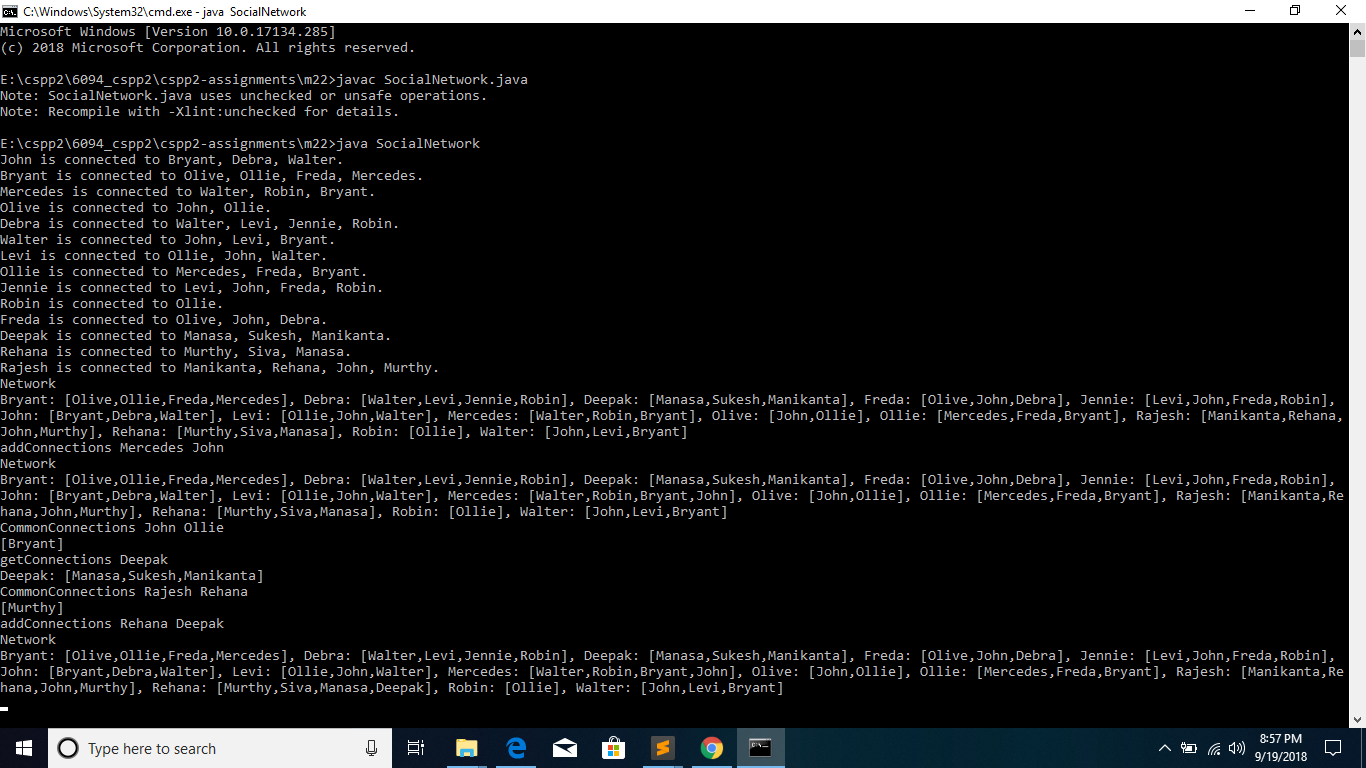 C:\Windows\System32\cmd.exe - java SocialNetwork
Microsoft Windows [Version 10.0.17134.285]
(c) 2018 Microsoft Corporation. All rights reserved.
E:\cspp2\6094_cspp2\cspp2-assignments\m22>javac SocialNetwork.java
Note: SocialNetwork.java uses unchecked or unsafe operations.
Note: Recompile with -Xlint:unchecked for details.
E:\cspp2\6094_cspp2\cspp2-assignments\m22>java SocialNetwork
John is connected to Bryant, Debra, Walter.
Bryant is connected to Olive, Ollie, Freda, Mercedes.
Mercedes is connected to Walter, Robin, Bryant.
Olive is connected to John, Ollie.
Debra is connected to Walter, Levi, Jennie, Robin.
Walter is connected to John, Levi, Bryant.
Levi is connected to Ollie, John, Walter.
Ollie is connected to Mercedes, Freda, Bryant.
Jennie is connected to Levi, John, Freda, Robin.
Robin is connected to Ollie.
Freda is connected to Olive, John, Debra.
Deepak is connected to Manasa, Sukesh, Manikanta.
Rehana is connected to Murthy, Siva, Manasa.
Rajesh is connected to Manikanta, Rehana, John, Murthy.
Network
Bryant: [Olive,Ollie,Freda,Mercedes], Debra: [Walter,Levi,Jennie,Robin], Deepak: [Manasa,Sukesh,Manikanta], Freda: [Olive,John,Debra], Jennie: [Levi,John,Freda,Robin],
John: [Bryant,Debra,Walter], Levi: [Ollie,John,Walter], Mercedes: [Walter,Robin,Bryant], Olive: [John,Ollie], Ollie: [Mercedes,Freda,Bryant], Rajesh: [Manikanta,Rehana,
John,Murthy], Rehana: [Murthy,Siva,Manasa], Robin: [Ollie], Walter: [John,Levi,Bryant]
addConnections Mercedes John
Network
Bryant: [Olive,Ollie,Freda,Mercedes], Debra: [Walter,Levi,Jennie,Robin], Deepak: [Manasa,Sukesh,Manikanta], Freda: [Olive,John,Debra], Jennie: [Levi,John,Freda,Robin],
John: [Bryant,Debra,Walter], Levi: [Ollie,John,Walter], Mercedes: [Walter,Robin,Bryant,John], Olive: [John,Ollie], Ollie: [Mercedes,Freda,Bryant], Rajesh: [Manikanta,Re
hana,John,Murthy], Rehana: [Murthy,Siva,Manasa], Robin: [Ollie], Walter: [John,Levi,Bryant]
CommonConnections John Ollie
[Bryant]
getConnections Deepak
Deepak: [Manasa,Sukesh,Manikanta]
CommonConnections Rajesh Rehana
[Murthy]
addConnections Rehana Deepak
Network
Bryant: [Olive,Ollie,Freda,Mercedes], Debra: [Walter,Levi,Jennie,Robin], Deepak: [Manasa,Sukesh,Manikanta], Freda: [Olive,John,Debra], Jennie: [Levi,John,Freda,Robin],
John: [Bryant,Debra,Walter], Levi: [Ollie,John,Walter], Mercedes: [Walter,Robin,Bryant,John], Olive: [John,Ollie], Ollie: [Mercedes,Freda,Bryant], Rajesh: [Manikanta,Re
hana,John,Murthy], Rehana: [Murthy,Siva,Manasa,Deepak], Robin: [Ollie], Walter: [John,Levi,Bryant]
Type here to search
8:57 PM
9/19/2018